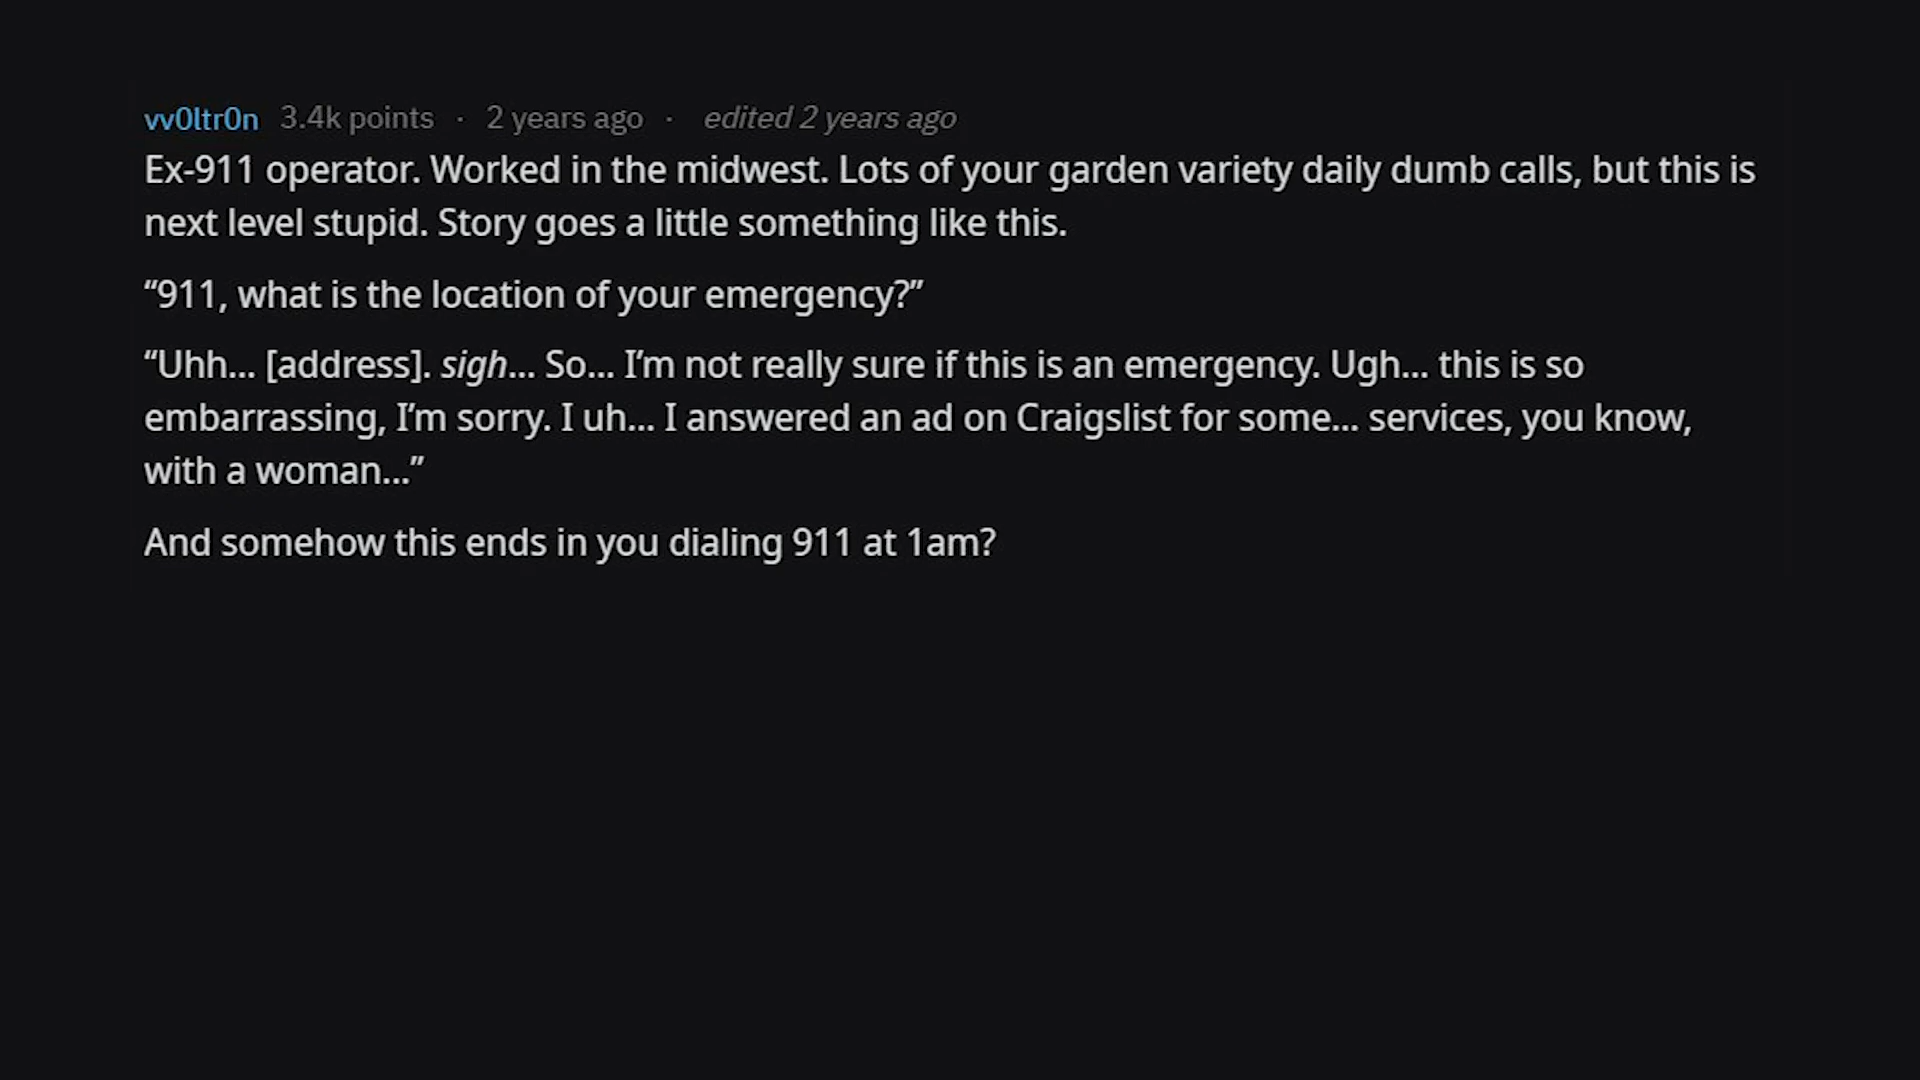 vv0ltr0n 3.4k points · 2 years ago · edited 2 years ago
Ex-911 operator. Worked in the midwest. Lots of your garden variety daily dumb calls, but this is
next level stupid. Story goes a little something like this.
“911, what is the location of your emergency?”
“Uhh... [address]. sigh... So... I’m not really sure if this is an emergency. Ugh... this is so
embarrassing, I’m sorry. I uh... I answered an ad on Craigslist for some... services, you know,
with a woman...”
And somehow this ends in you dialing 911 at 1am?